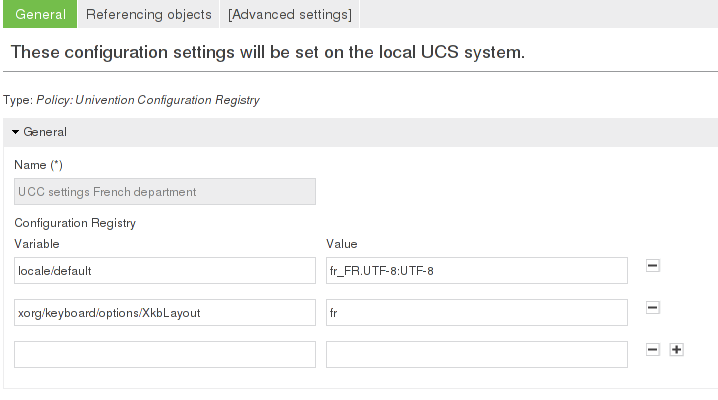 General Referencing objects [Advanced settings]
These configuration settings will be set on the local UCS system.
Type: Policy: Univention Configuration Registry
General
Name (*)
UCC settings French department
Configuration Registry
Variable Value
locale/default fr_FR.UTF-8:UTF-8
xorg/keyboard/options/XkbLayout fr